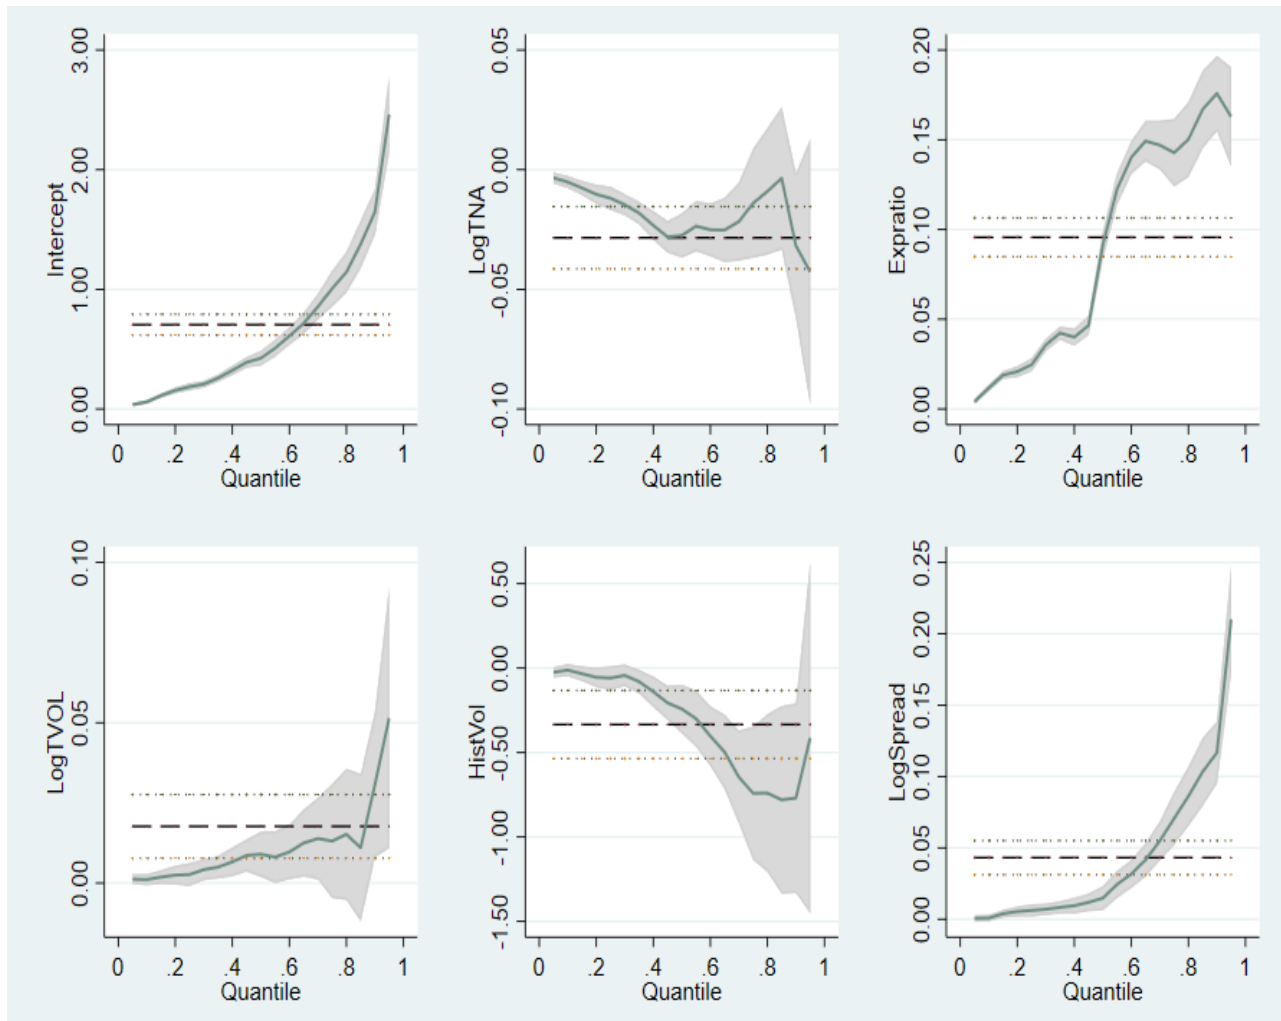 Intercept
3.00
2.00
1.00
0.00
0 .2 .4 .6 .8 1
Quantile
LogTNA
0.05
0.00
-0.05
-0.10
0 .2 .4 .6 .8 1
Quantile
Expratio
0.20
0.15
0.10
0.05
0.00
0 .2 .4 .6 .8 1
Quantile
LogTVOL
0.10
0.05
0.00
0 .2 .4 .6 .8 1
Quantile
HistVol
0.50
0.00
-0.50
-1.00
-1.50
0 .2 .4 .6 .8 1
Quantile
LogSpread
0.25
0.20
0.15
0.10
0.05
0.00
0 .2 .4 .6 .8 1
Quantile